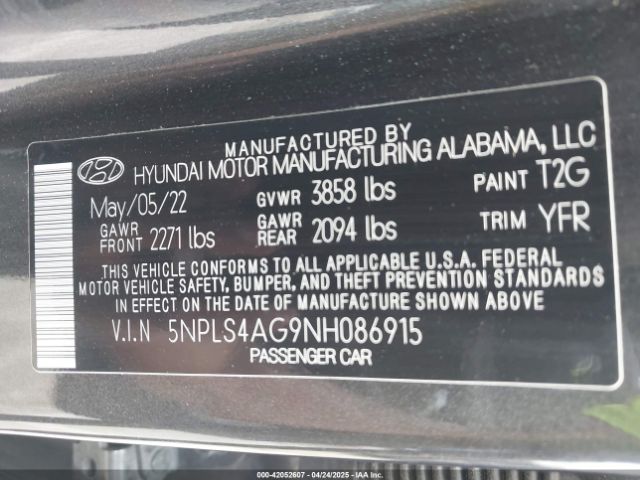 MANUFACTURED BY
HYUNDAI MOTOR MANUFACTURING ALABAMA, LLC
May/05/22 GVWR 3858 lbs PAINT T2G
GAWR FRONT 2271 lbs GAWR REAR 2094 lbs TRIM YFR
THIS VEHICLE CONFORMS TO ALL APPLICABLE U.S.A. FEDERAL
MOTOR VEHICLE SAFETY, BUMPER, AND THEFT PREVENTION STANDARDS
IN EFFECT ON THE DATE OF MANUFACTURE SHOWN ABOVE.
V.I.N 5NPLS4AG9NH086915
PASSENGER CAR
000-42052607 - 04/24/2025 - IAAI.COM